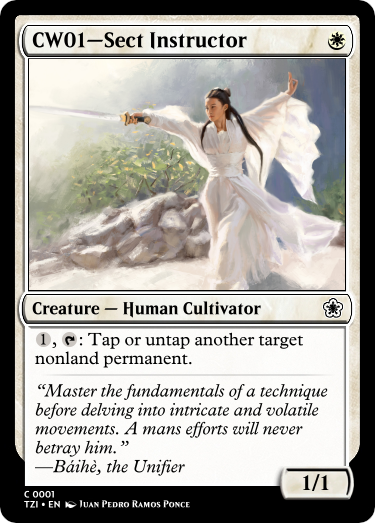 CW01—Sect Instructor
Creature — Human Cultivator
1, : Tap or untap another target
nonland permanent.
“Master the fundamentals of a technique
before delving into intricate and volatile
movements. A mans efforts will never
betray him.”
—Báihè, the Unifier
1/1
C 0001
TZI • EN Juan Pedro Ramos Ponce